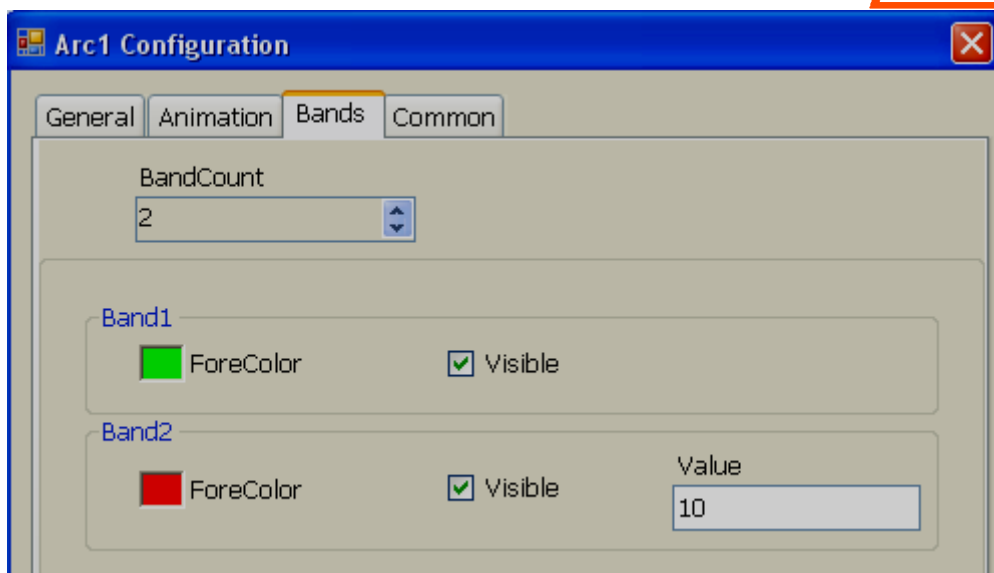 Arc1 Configuration
General Animation Bands Common
BandCount
2
Band1
ForeColor Visible
Band2
ForeColor Visible
Value
10